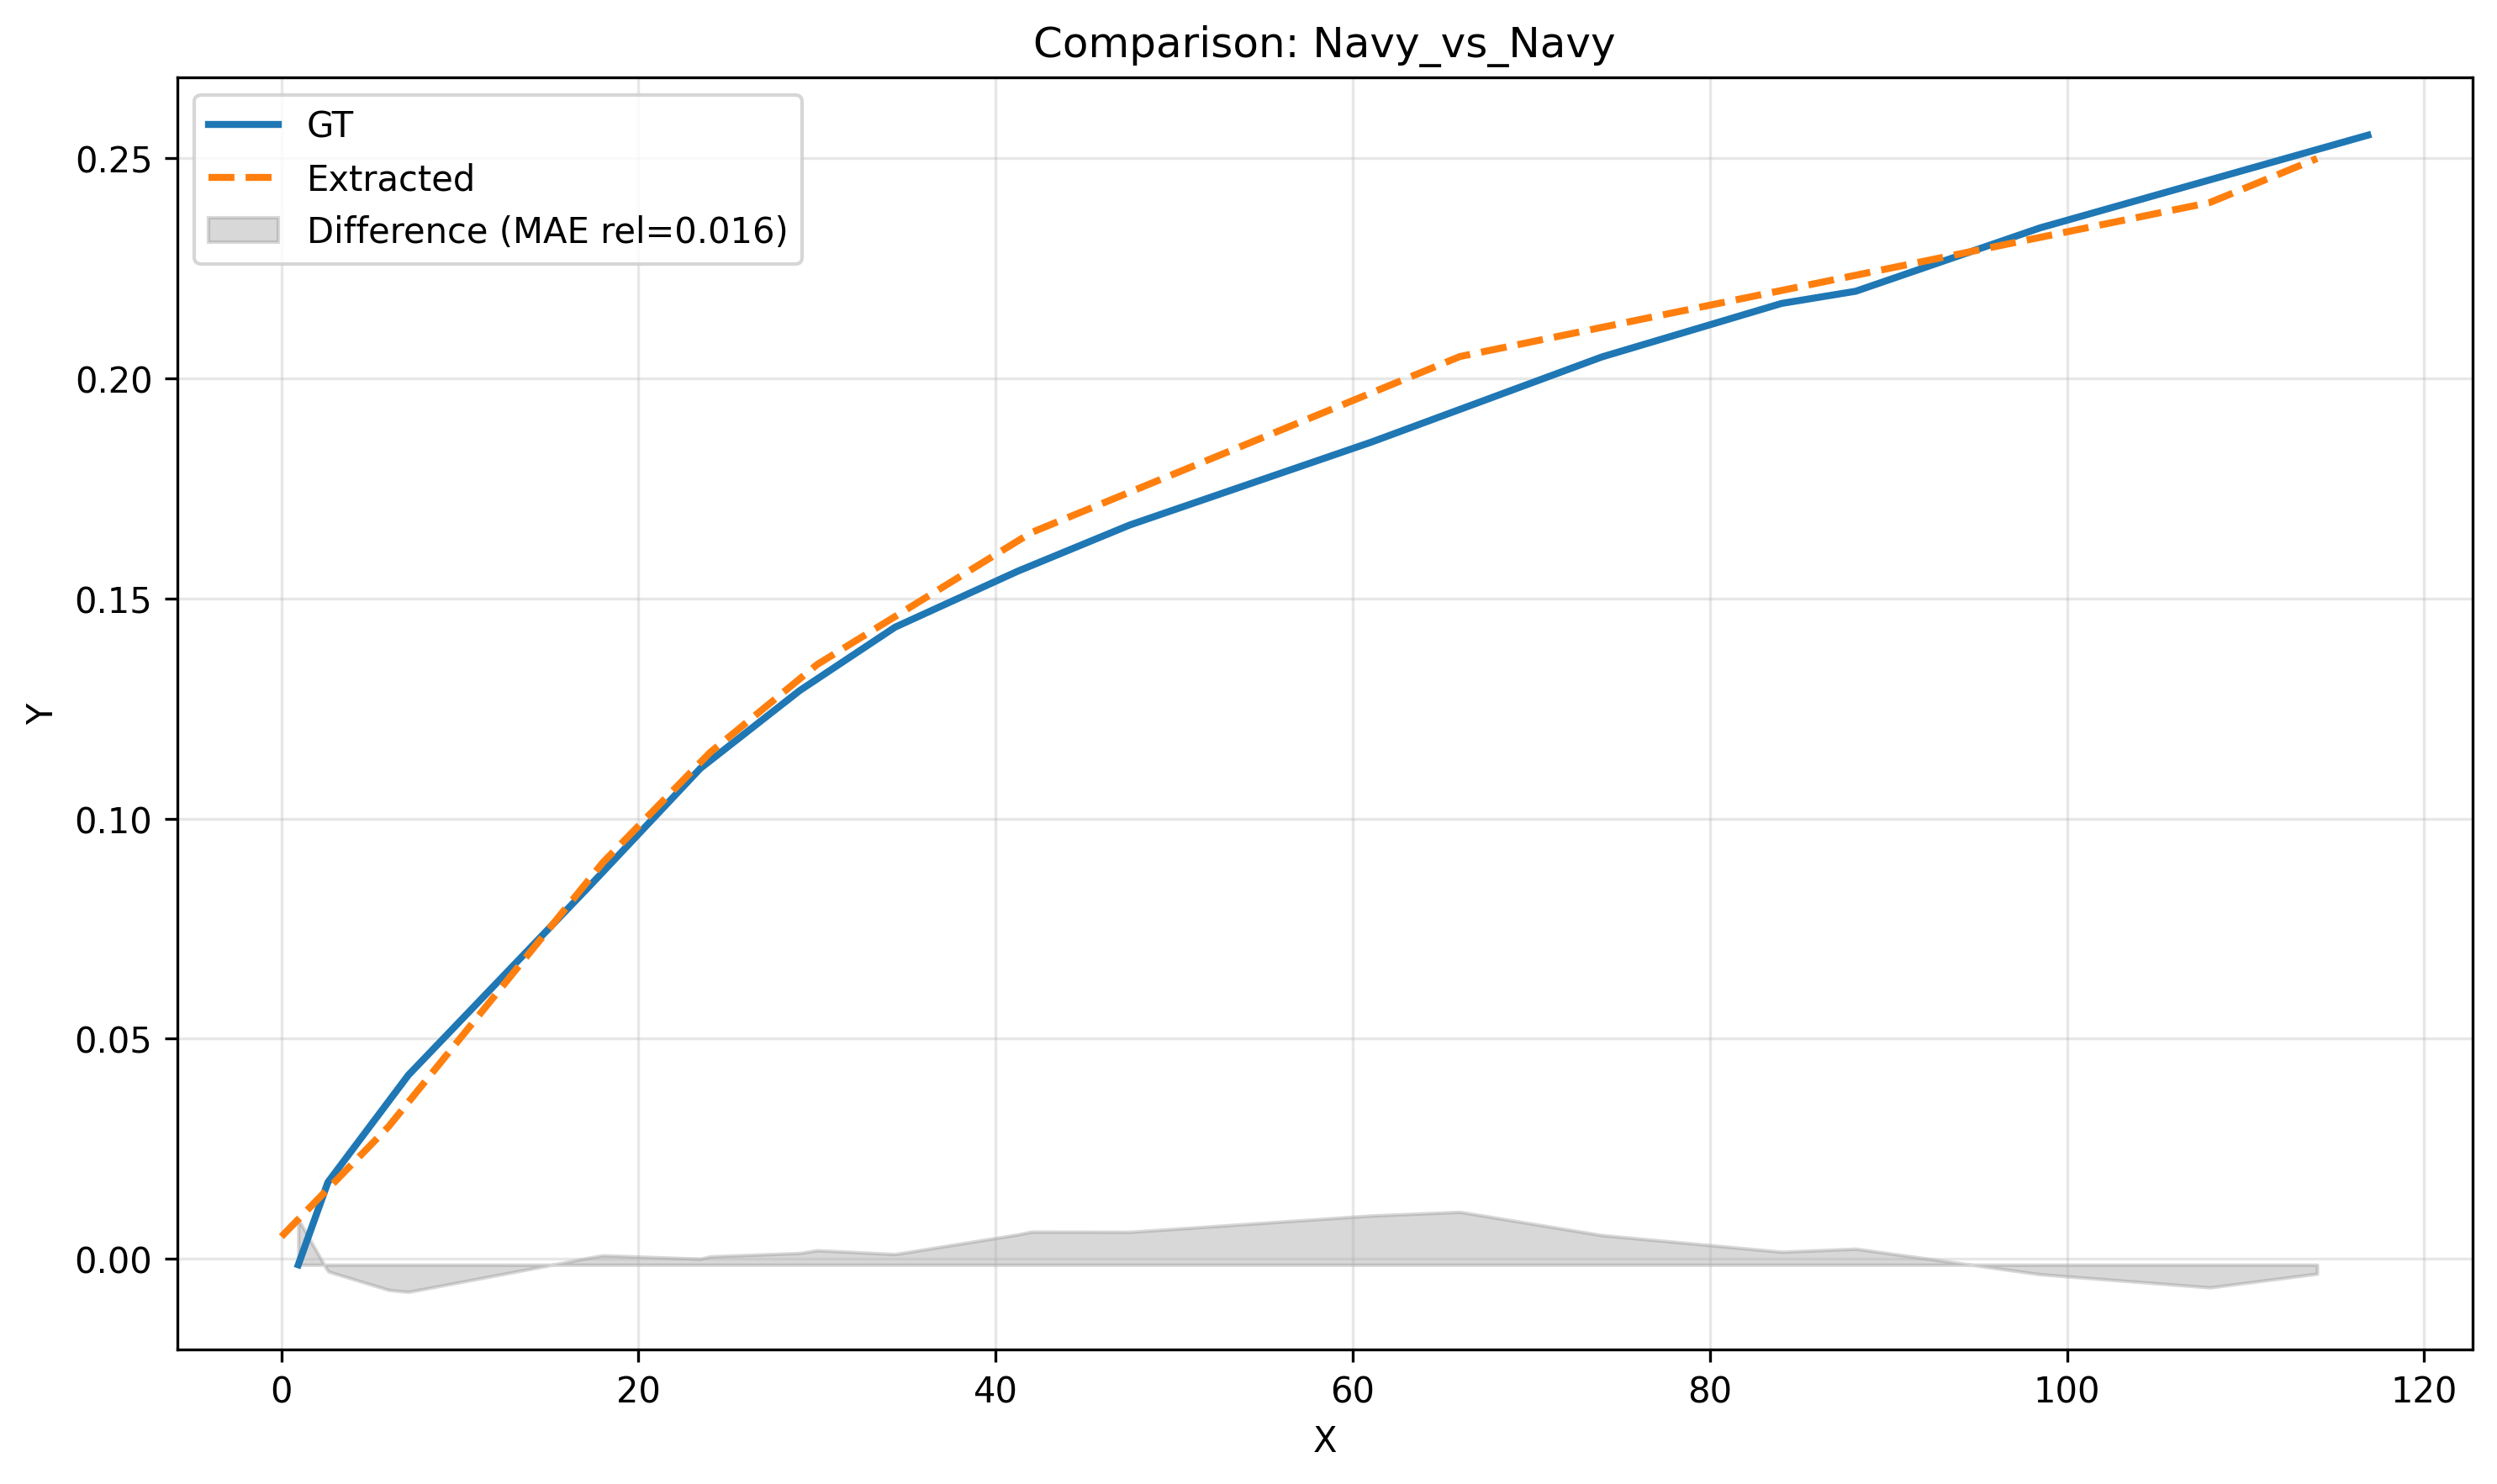 Comparison: Navy_vs_Navy
GT
Extracted
Difference (MAE rel=0.016)
0.25
0.20
0.15
0.10
0.05
0.00
Y
0 20 40 60 80 100 120
X